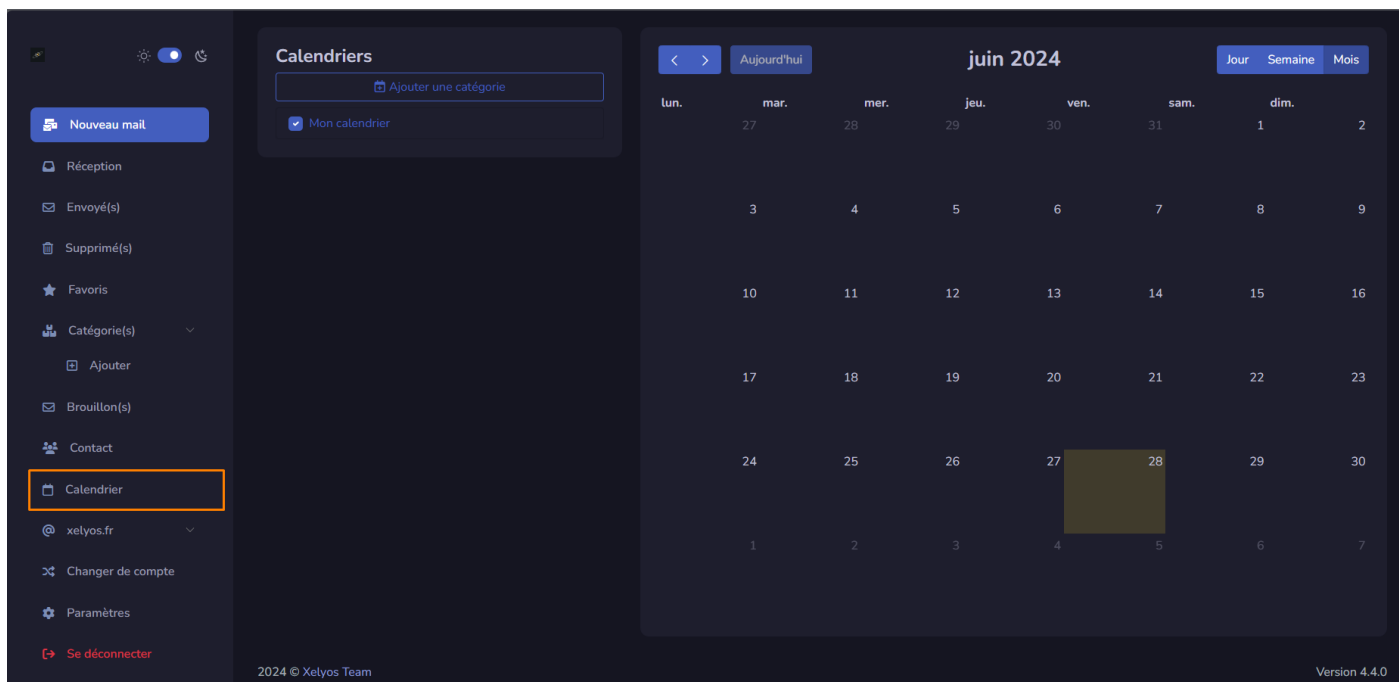 Nouveau mail
Réception
Envoyé(s)
Supprimé(s)
Favoris
Catégorie(s)
Ajouter
Brouillon(s)
Contact
Calendrier
xelyos.fr
Changer de compte
Paramètres
Se déconnecter
Calendriers
Ajouter une catégorie
Mon calendrier
Aujourd'hui
juin 2024
Jour Semaine Mois
lun. mar. mer. jeu. ven. sam. dim.
27 28 29 30 31 1 2
3 4 5 6 7 8 9
10 11 12 13 14 15 16
17 18 19 20 21 22 23
24 25 26 27 28 29 30
1 2 3 4 5 6 7
2024 © Xelyos Team
Version 4.4.0